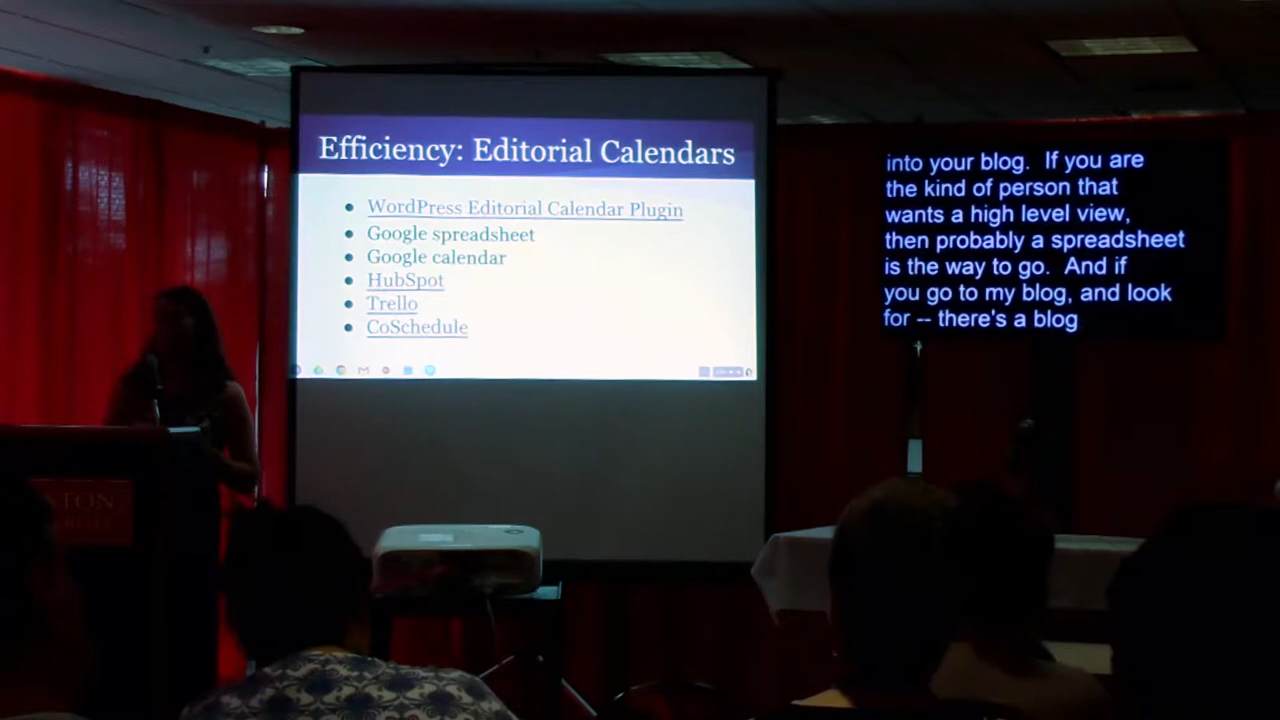 Efficiency: Editorial Calendars
WordPress Editorial Calendar Plugin
Google spreadsheet
Google calendar
HubSpot
Trello
CoSchedule
into your blog.  If you are
the kind of person that
wants a high level view,
then probably a spreadsheet
is the way to go.  And if
you go to my blog, and look
for -- there's a blog